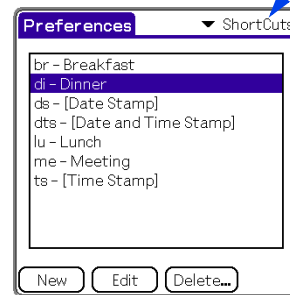 Preferences
ShortCuts
br – Breakfast
di – Dinner
ds – [Date Stamp]
dts – [Date and Time Stamp]
lu – Lunch
me – Meeting
ts – [Time Stamp]
New Edit Delete...